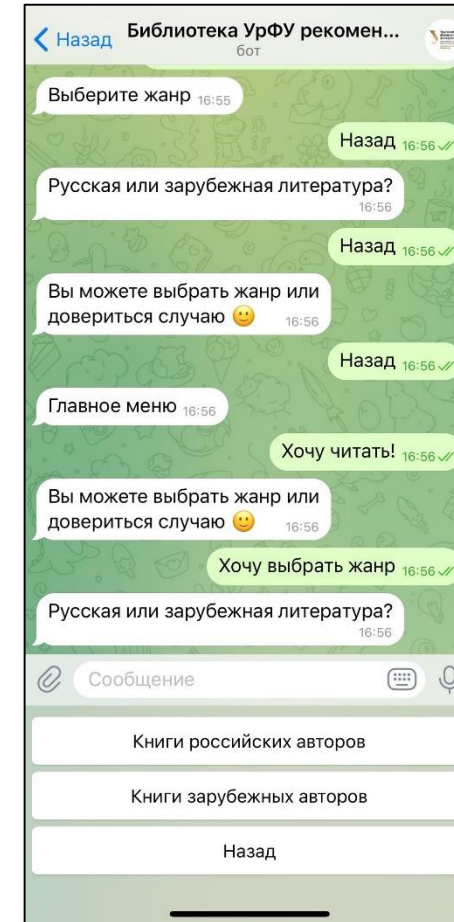 Назад
Библиотека УрФУ рекомен...
бот
Выберите жанр 16:55
Назад 16:56
Русская или зарубежная литература?
16:56
Назад 16:56
Вы можете выбрать жанр или
довериться случаю 🙂 16:56
Назад 16:56
Главное меню 16:56
Хочу читать! 16:56
Вы можете выбрать жанр или
довериться случаю 🙂 16:56
Хочу выбрать жанр 16:56
Русская или зарубежная литература?
16:56
Сообщение
Книги российских авторов
Книги зарубежных авторов
Назад